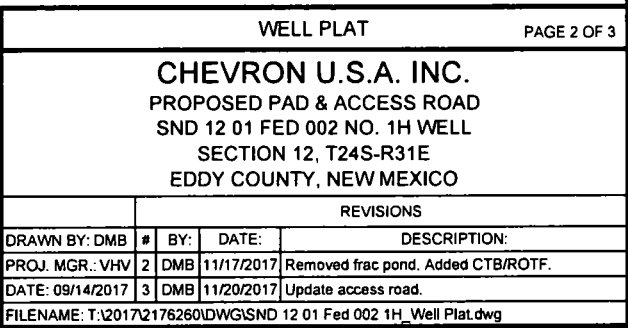 WELL PLAT PAGE 2 OF 3
CHEVRON U.S.A. INC.
PROPOSED PAD & ACCESS ROAD
SND 12 01 FED 002 NO. 1H WELL
SECTION 12, T24S-R31E
EDDY COUNTY, NEW MEXICO
REVISIONS
DRAWN BY: DMB # BY: DATE: DESCRIPTION:
PROJ. MGR.: VHV 2 DMB 11/17/2017 Removed frac pond. Added CTB/ROTF.
DATE: 09/14/2017 3 DMB 11/20/2017 Update access road.
FILENAME: T:\2017\2176260\DWG\SND 12 01 Fed 002 1H_Well Plat.dwg